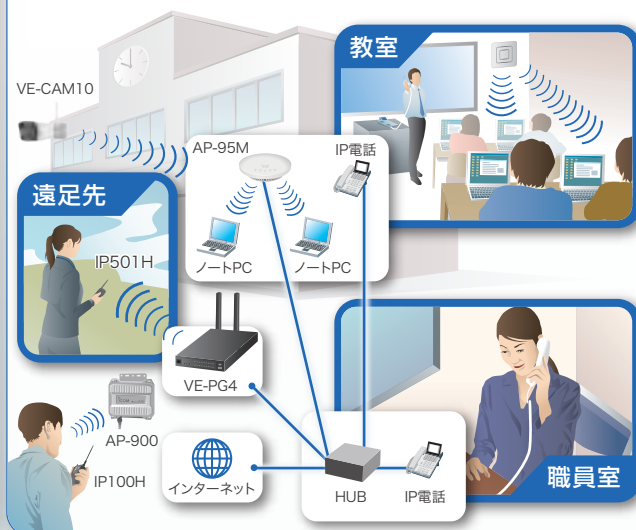 教室
VE-CAM10
AP-95M
IP電話
遠足先
IP501H
ノートPC
ノートPC
VE-PG4
AP-900
IP100H
インターネット
HUB
IP電話
職員室